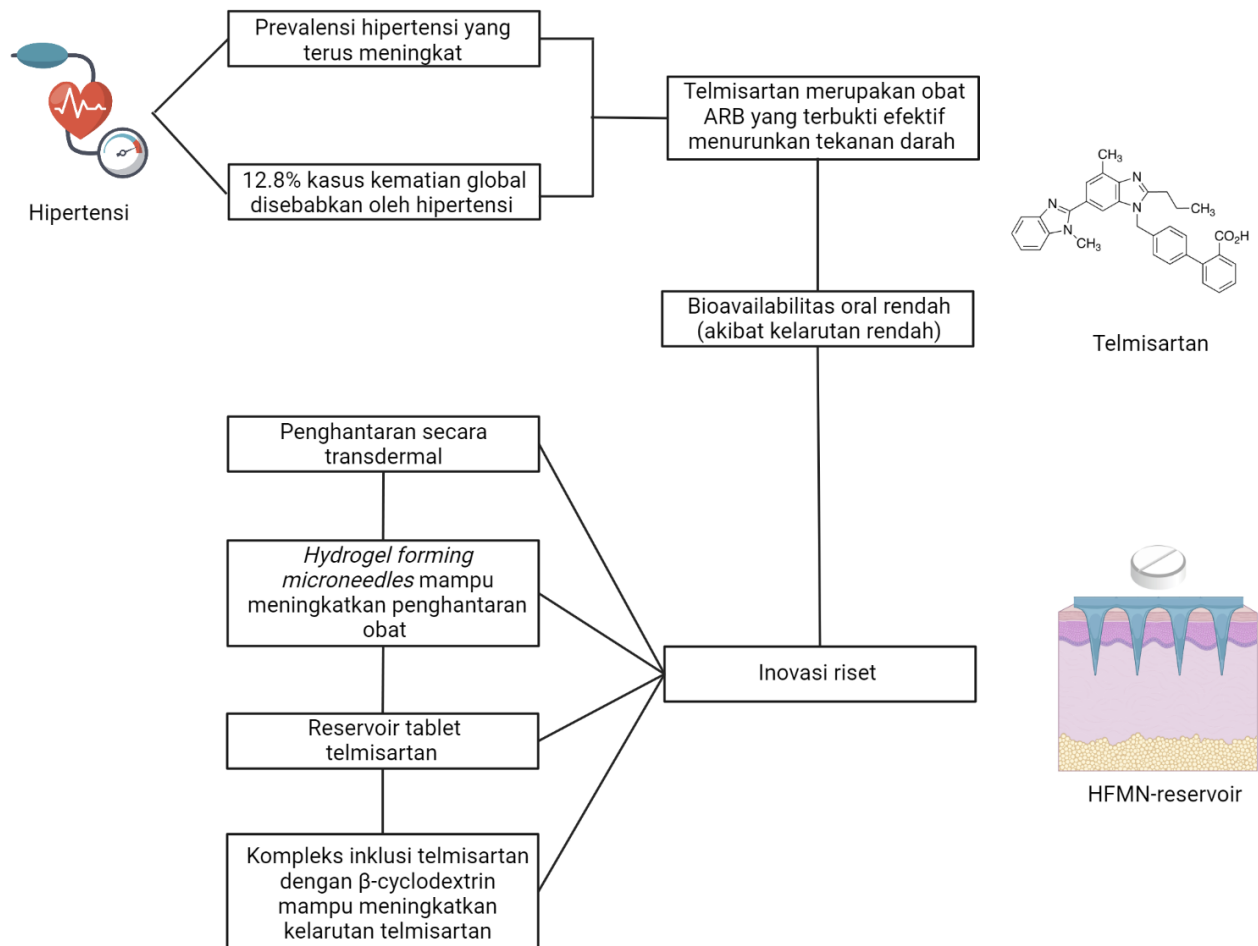 Prevalensi hipertensi yang
terus meningkat
12.8% kasus kematian global
disebabkan oleh hipertensi
Hipertensi
Telmisartan merupakan obat
ARB yang terbukti efektif
menurunkan tekanan darah
CH₃
N
N
CH₃
N
N
CH₃
CO₂H
Telmisartan
Bioavailabilitas oral rendah
(akibat kelarutan rendah)
Penghantaran secara
transdermal
Hydrogel forming
microneedles mampu
meningkatkan penghantaran
obat
Reservoir tablet
telmisartan
Kompleks inklusi telmisartan
dengan β-cyclodextrin
mampu meningkatkan
kelarutan telmisartan
Inovasi riset
HFMN-reservoir